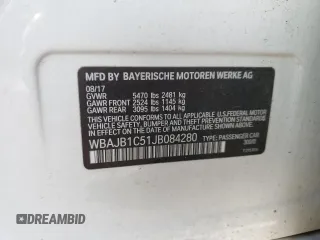 MFD BY BAYERISCHE MOTOREN WERKE AG
08/17
GVWR 5470 lbs 2481 kg
GAWR FRONT 2524 lbs 1145 kg
GAWR REAR 3095 lbs 1404 kg
THIS VEHICLE CONFORMS TO ALL APPLICABLE
FEDERAL MOTOR VEHICLE SAFETY, BUMPER, AND
THEFT PREVENTION STANDARDS IN EFFECT ON THE
DATE OF MANUFACTURE SHOWN ABOVE.
WBAJB1C51JB084280 TYPE: PASSENGER CAR
DREAMBID
DREAMBID.COM